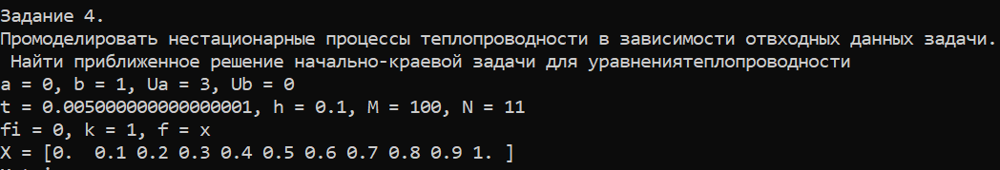 Задание 4.
Промоделировать нестационарные процессы теплопроводности в зависимости отвходных данных задачи.
Найти приближенное решение начально-краевой задачи для уравнениятеплопроводности
a = 0, b = 1, Ua = 3, Ub = 0
t = 0.005000000000000001, h = 0.1, M = 100, N = 11
fi = 0, k = 1, f = x
X = [0.  0.1 0.2 0.3 0.4 0.5 0.6 0.7 0.8 0.9 1. ]